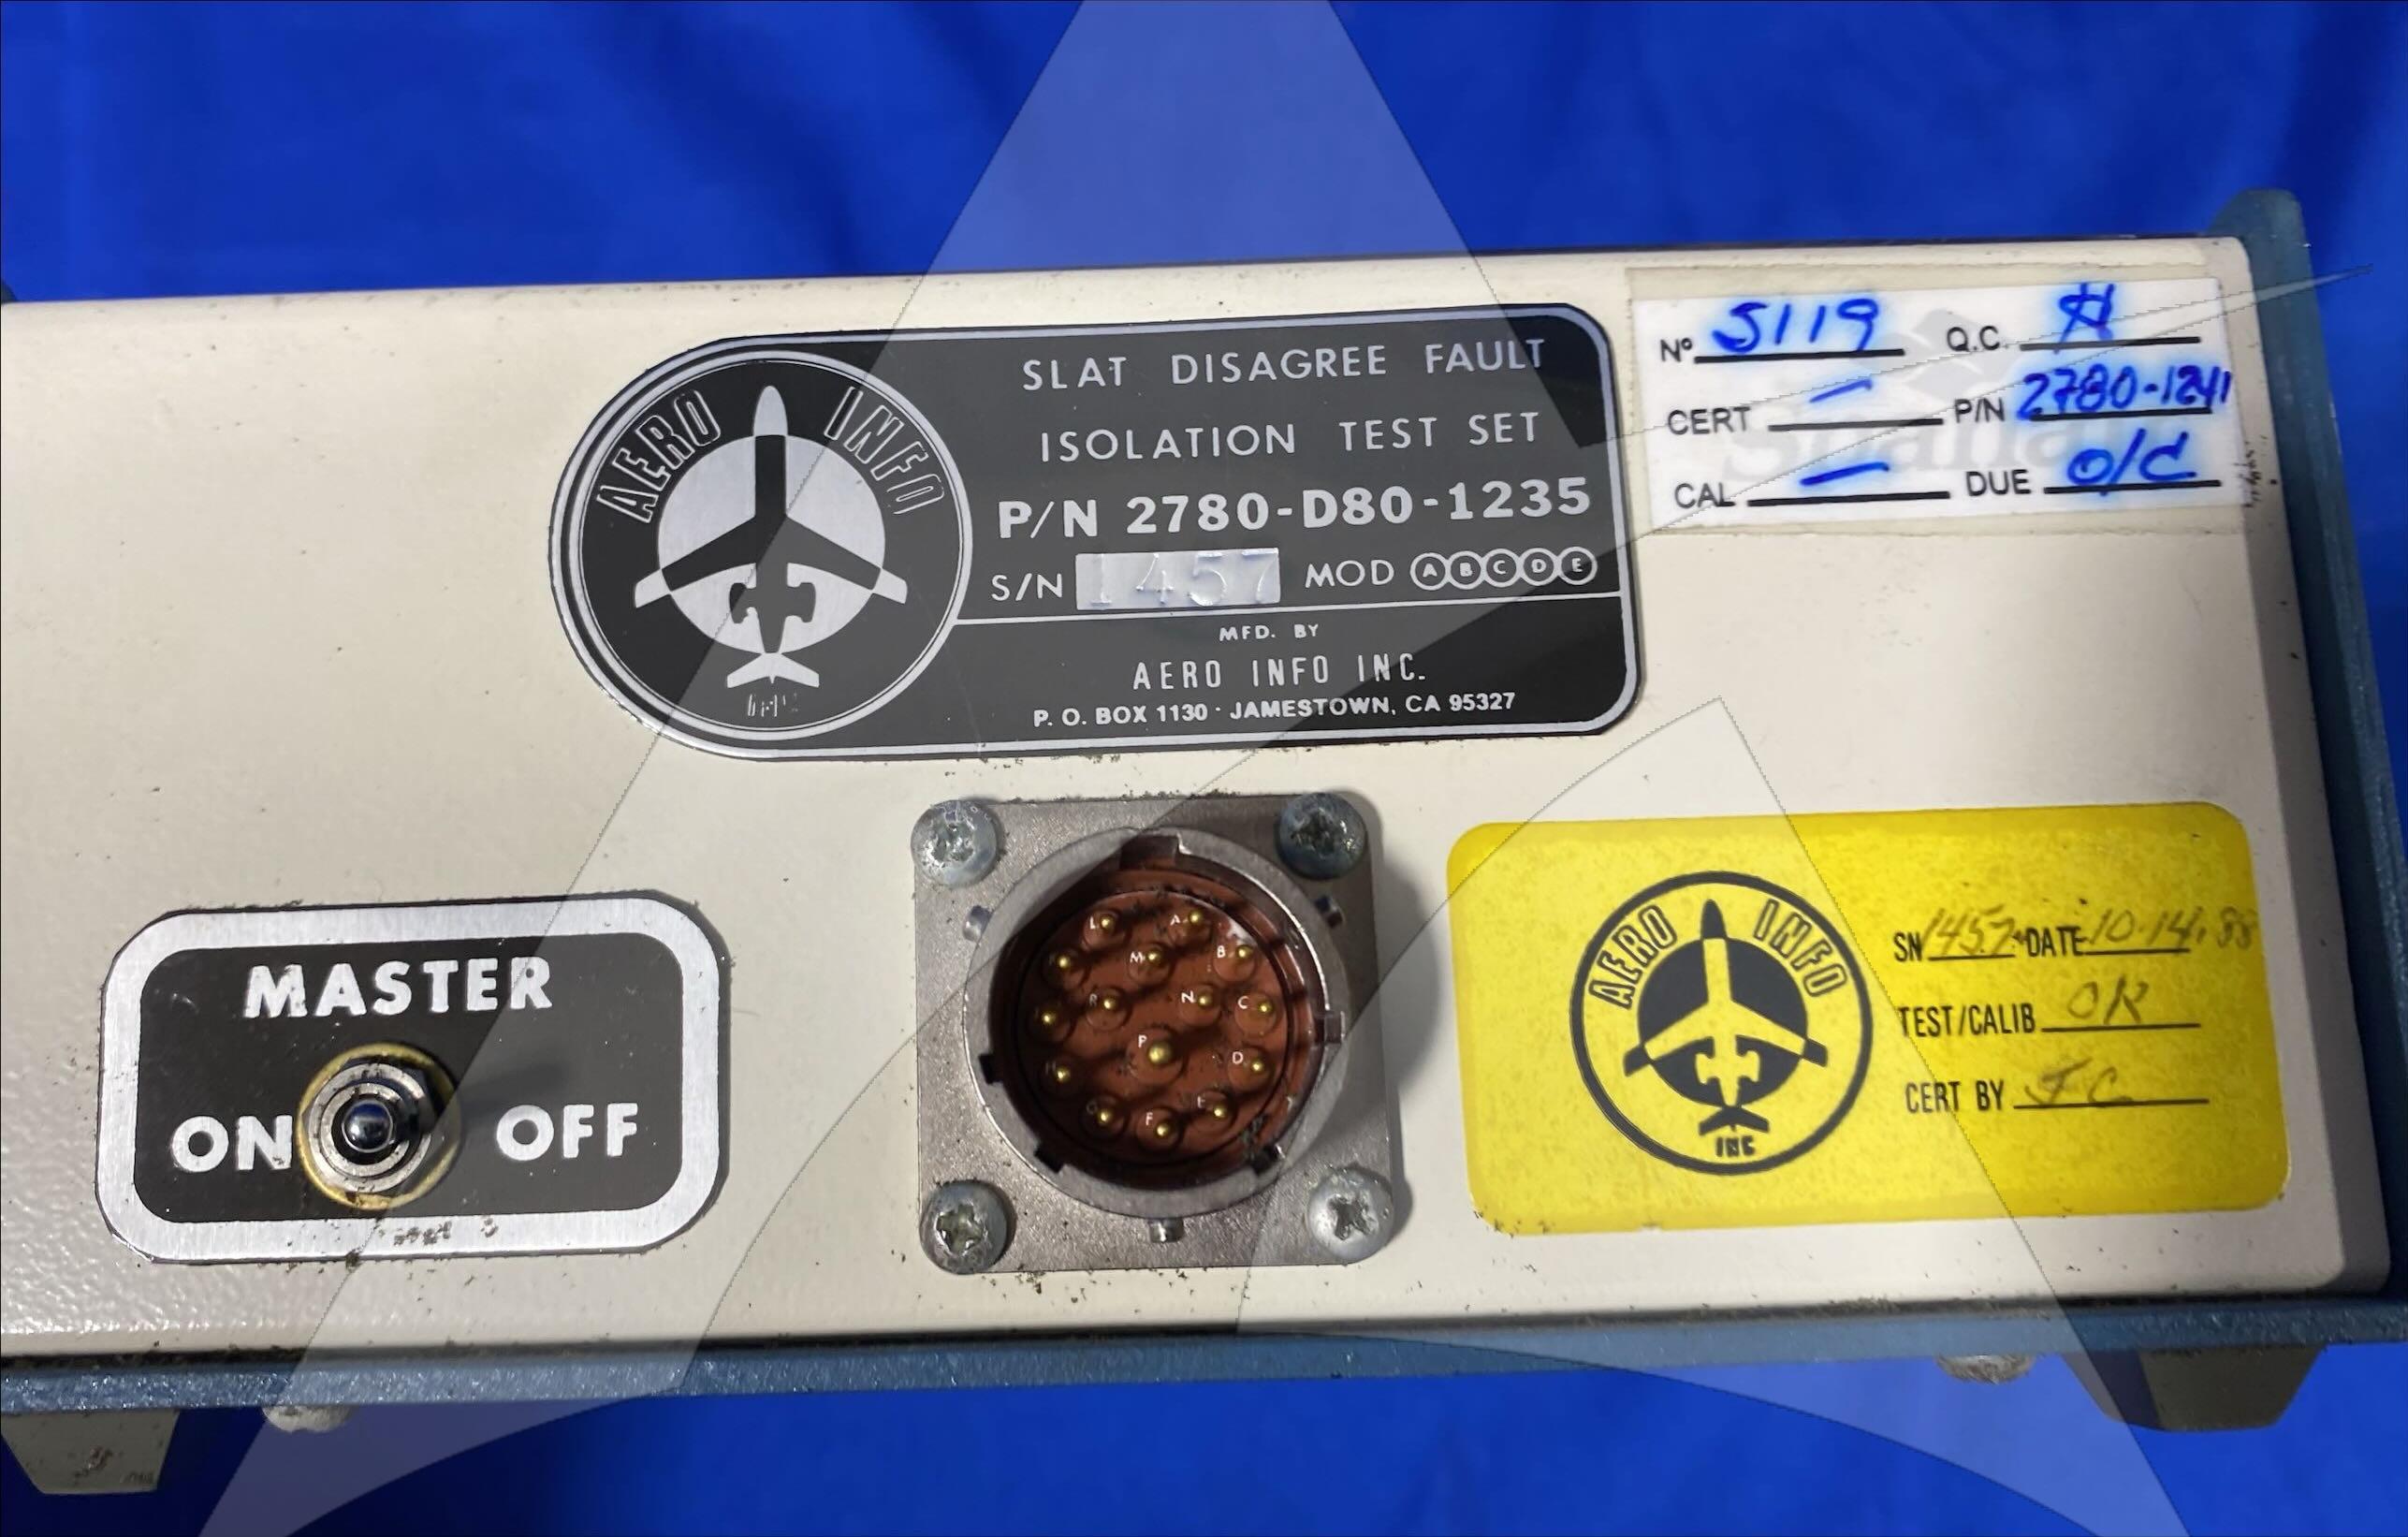 AERO INFO
SLAT DISAGREE FAULT
ISOLATION TEST SET
P/N 2780-D80-1235
S/N 1457 MOD A B C D E
MFD. BY
AERO INFO INC.
P. O. BOX 1130 · JAMESTOWN, CA 95327
Nº 5119 Q.C.
CERT — P/N 2780-1241
CAL — DUE O/C
MASTER
ON OFF
L A
M B
R N C
P
D
E
F
AERO INFO
INC
SN 1457 DATE 10.14.88
TEST/CALIB OK
CERT BY JC